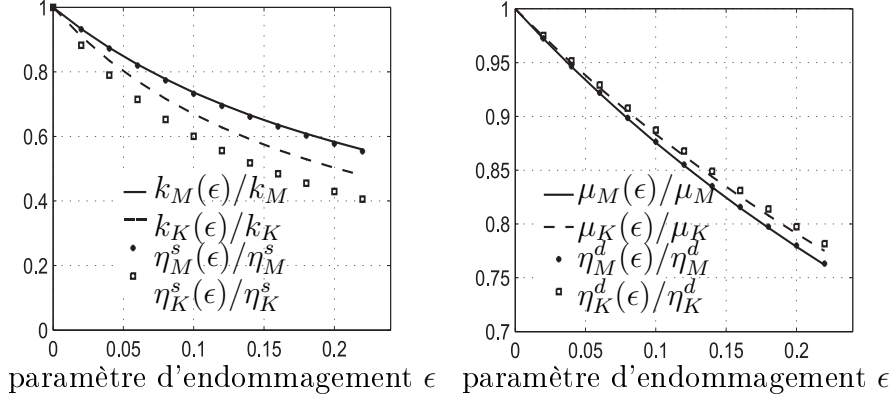 1
0.8
0.6
0.4
0.2
0
0
0.05
0.1
0.15
0.2
k_M(ϵ)/k_M
k_K(ϵ)/k_K
η^s_M(ϵ)/η^s_M
η^s_K(ϵ)/η^s_K
paramètre d'endommagement ϵ
1
0.95
0.9
0.85
0.8
0.75
0.7
0
0.05
0.1
0.15
0.2
μ_M(ϵ)/μ_M
μ_K(ϵ)/μ_K
η^d_M(ϵ)/η^d_M
η^d_K(ϵ)/η^d_K
paramètre d'endommagement ϵ